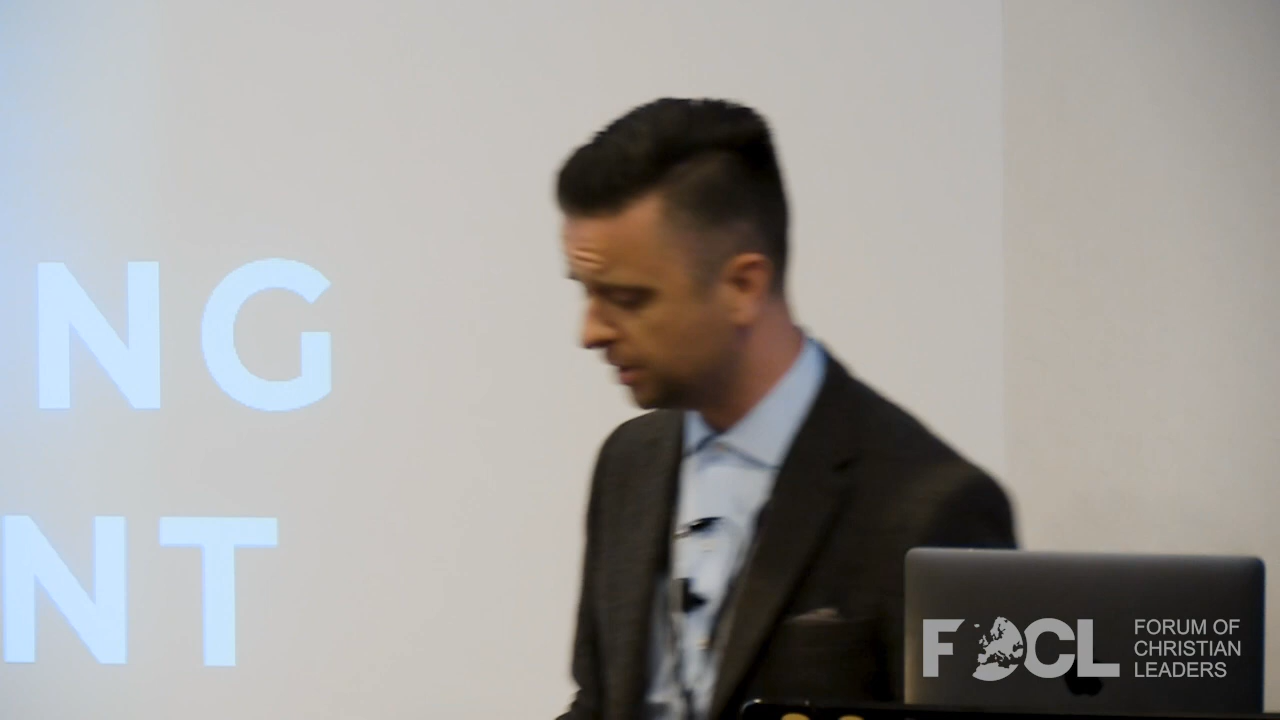 NG
NT
FOCL
FORUM OF
CHRISTIAN
LEADERS